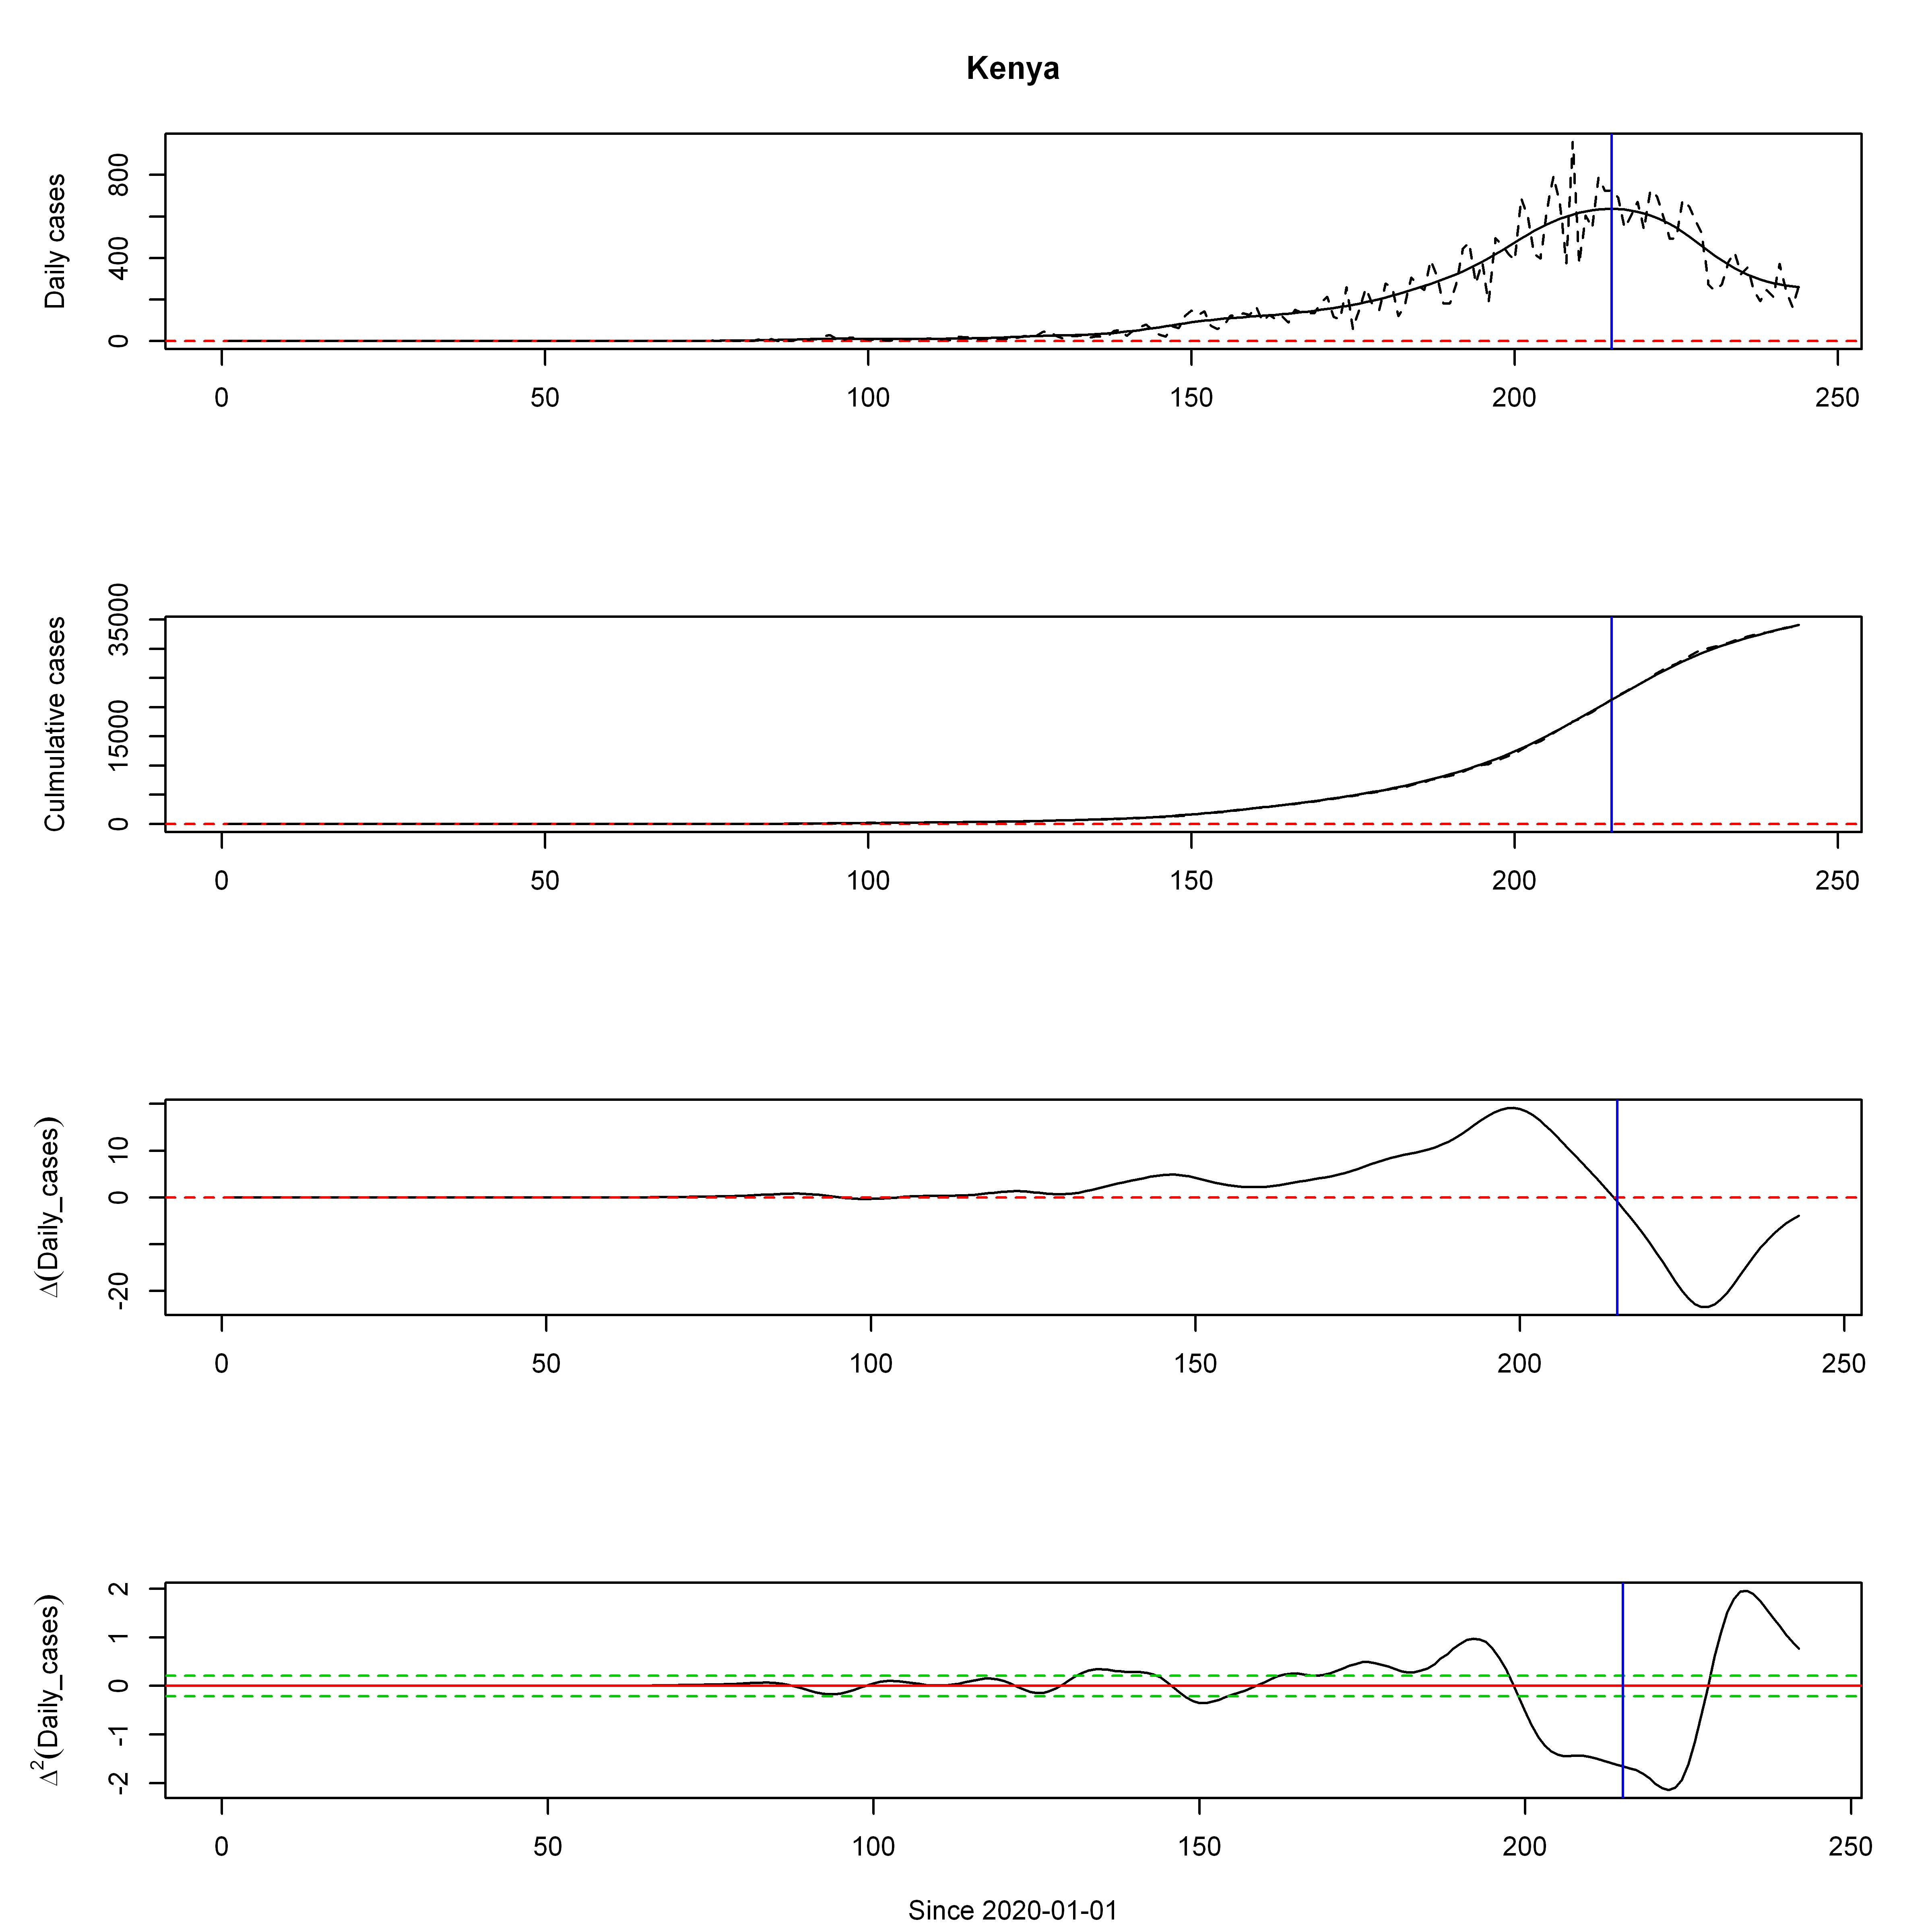 Kenya
Daily cases
0 400 800
0 50 100 150 200 250
Culmulative cases
0 15000 35000
0 50 100 150 200 250
Δ(Daily_cases)
-20 0 10
0 50 100 150 200 250
Δ²(Daily_cases)
-2 -1 0 1 2
0 50 100 150 200 250
Since 2020-01-01